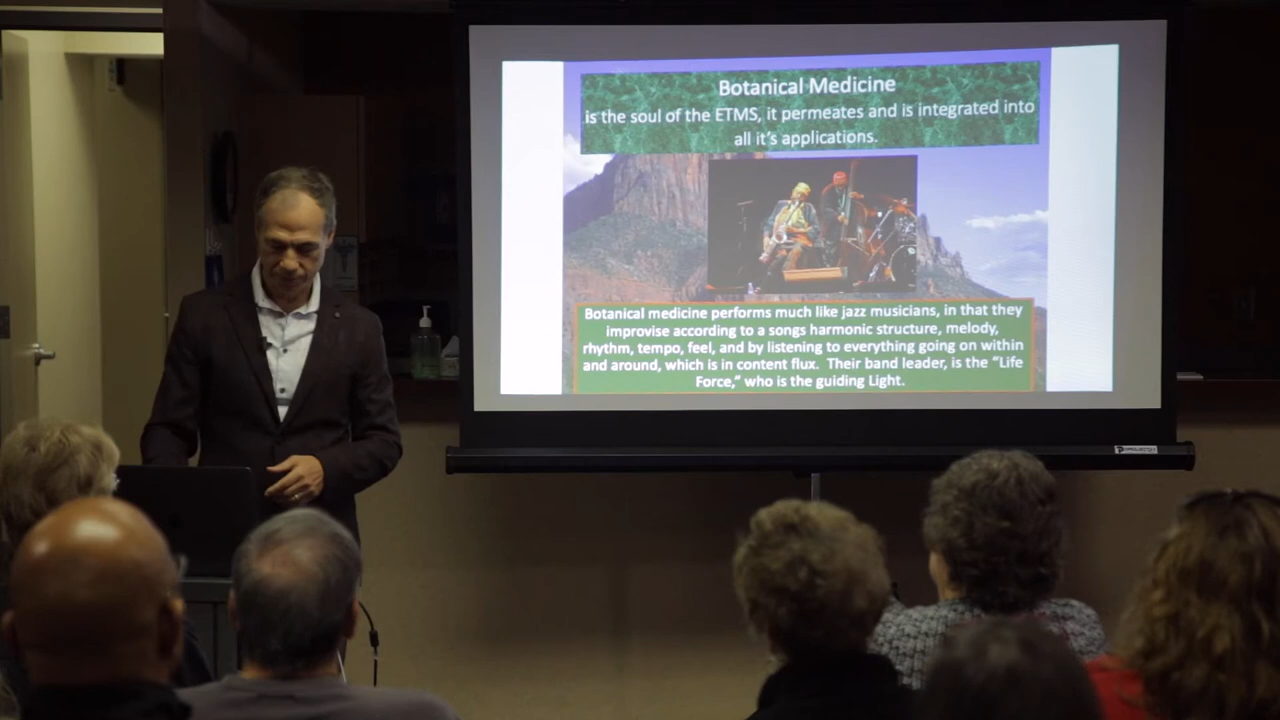 Botanical Medicine
is the soul of the ETMS, it permeates and is integrated into
all it's applications.
Botanical medicine performs much like jazz musicians, in that they
improvise according to a songs harmonic structure, melody,
rhythm, tempo, feel, and by listening to everything going on within
and around, which is in content flux. Their band leader, is the “Life
Force,” who is the guiding Light.